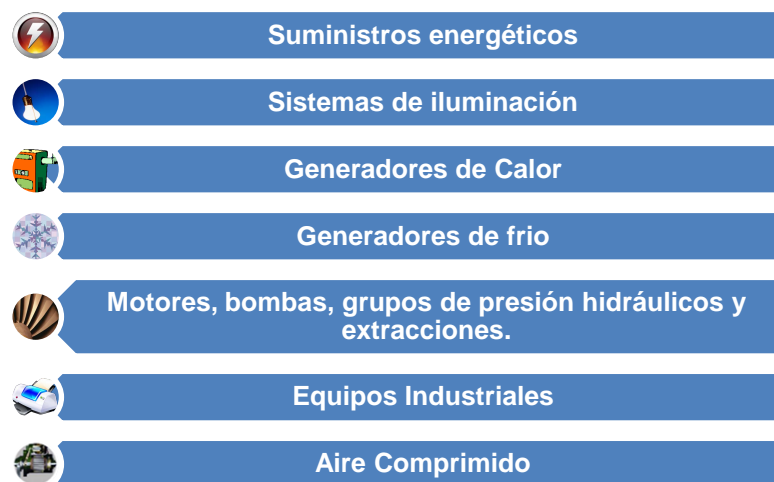 Suministros energéticos
Sistemas de iluminación
Generadores de Calor
Generadores de frio
Motores, bombas, grupos de presión hidráulicos y
extracciones.
Equipos Industriales
Aire Comprimido